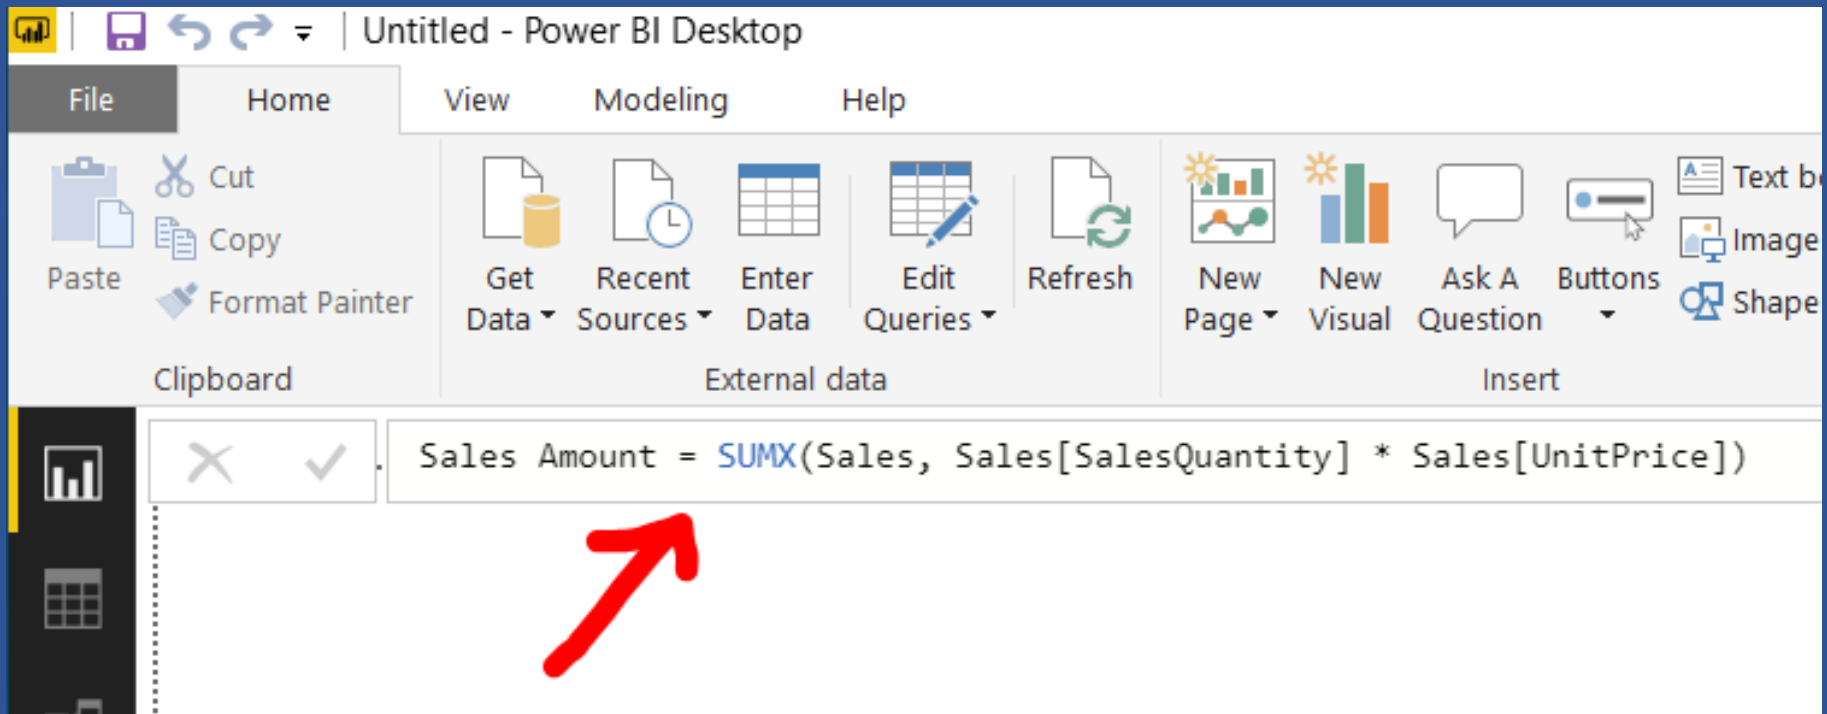 Untitled - Power BI Desktop
File Home View Modeling Help
Paste
Cut
Copy
Format Painter
Clipboard
Get Data
Recent Sources
Enter Data
Edit Queries
Refresh
External data
New Page
New Visual
Ask A Question
Buttons
Text b
Image
Shape
Insert
Sales Amount = SUMX(Sales, Sales[SalesQuantity] * Sales[UnitPrice])